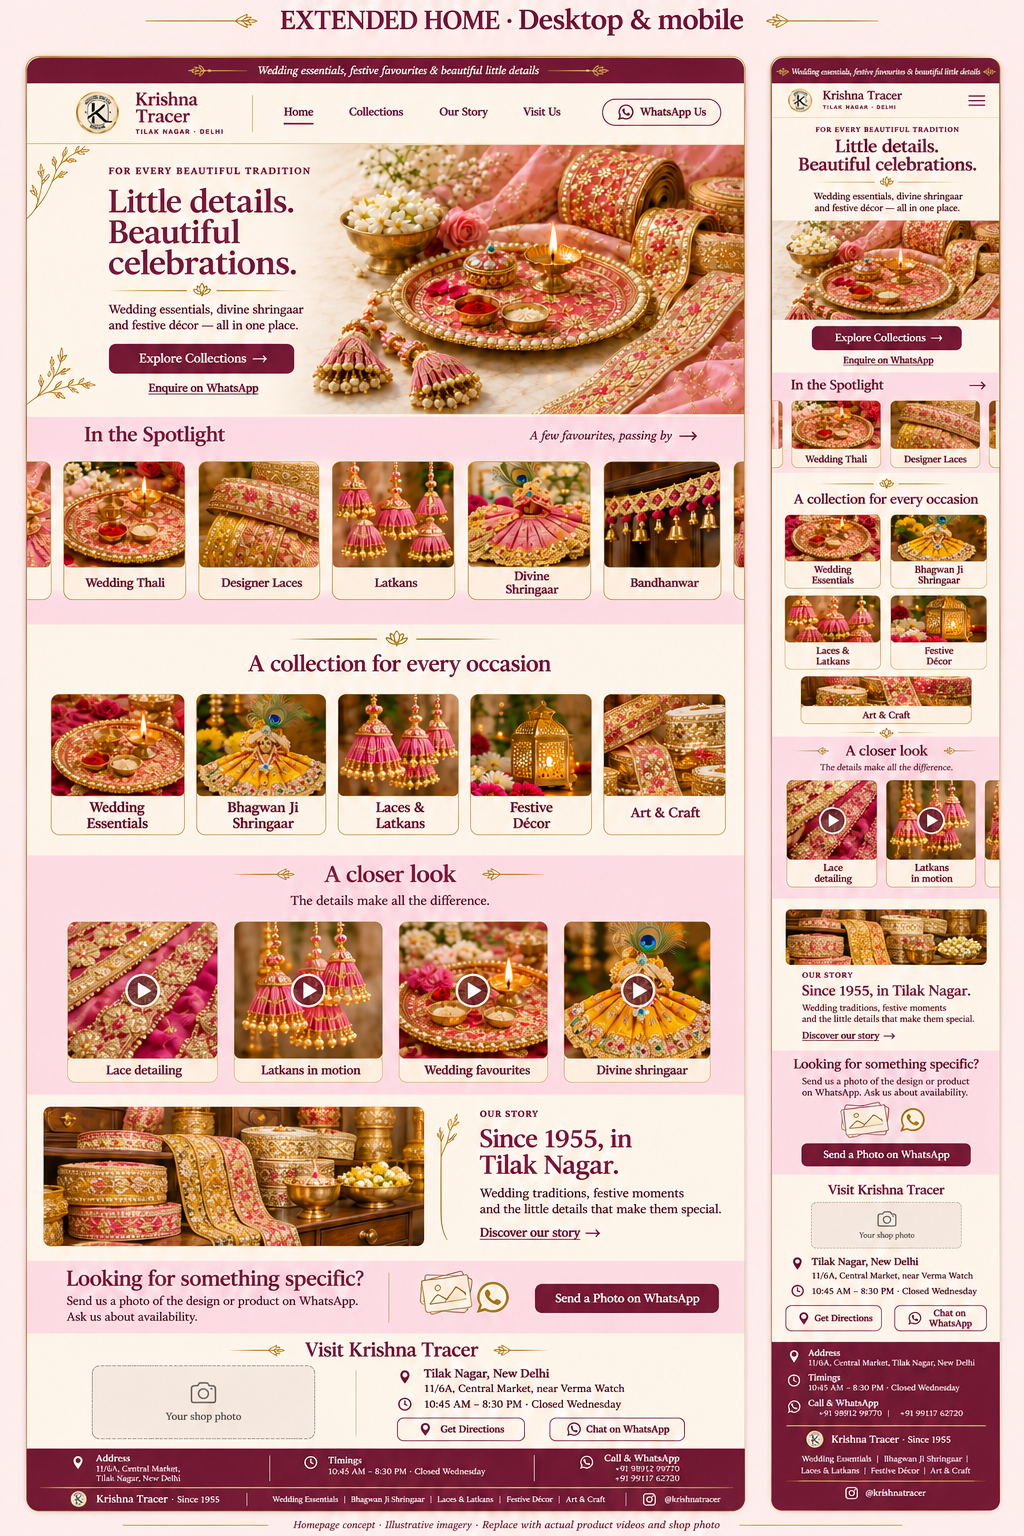 EXTENDED HOME · Desktop & mobile
Wedding essentials, festive favourites & beautiful little details
Krishna
Tracer
TILAK NAGAR · DELHI
Home
Collections
Our Story
Visit Us
WhatsApp Us
FOR EVERY BEAUTIFUL TRADITION
Little details.
Beautiful
celebrations.
Wedding essentials, divine shringaar
and festive décor — all in one place.
Explore Collections →
Enquire on WhatsApp
In the Spotlight
A few favourites, passing by →
Wedding Thali
Designer Laces
Latkans
Divine
Shringaar
Bandhanwar
A collection for every occasion
Wedding
Essentials
Bhagwan Ji
Shringaar
Laces &
Latkans
Festive
Décor
Art & Craft
A closer look
The details make all the difference.
Lace detailing
Latkans in motion
Wedding favourites
Divine shringaar
OUR STORY
Since 1955, in
Tilak Nagar.
Wedding traditions, festive moments
and the little details that make them special.
Discover our story →
Looking for something specific?
Send us a photo of the design or product on WhatsApp.
Ask us about availability.
Send a Photo on WhatsApp
Visit Krishna Tracer
Your shop photo
Tilak Nagar, New Delhi
11/6A, Central Market, near Verma Watch
10:45 AM – 8:30 PM · Closed Wednesday
Get Directions
Chat on WhatsApp
Address
11/6A, Central Market,
Tilak Nagar, New Delhi
Timings
10:45 AM – 8:30 PM · Closed Wednesday
Call & WhatsApp
+91 99117 62720
K Krishna Tracer · Since 1955
Wedding Essentials | Bhagwan Ji Shringaar | Laces & Latkans | Festive Décor | Art & Craft
@krishnatracer
Wedding essentials, festive favourites & beautiful little details
Krishna Tracer
TILAK NAGAR · DELHI
FOR EVERY BEAUTIFUL TRADITION
Little details.
Beautiful celebrations.
Wedding essentials, divine shringaar
and festive décor — all in one place.
Explore Collections →
Enquire on WhatsApp
In the Spotlight →
Wedding Thali
Designer Laces
A collection for every occasion
Wedding
Essentials
Bhagwan Ji
Shringaar
Laces &
Latkans
Festive
Décor
Art & Craft
A closer look
The details make all the difference.
Lace
detailing
Latkans
in motion
OUR STORY
Since 1955, in Tilak Nagar.
Wedding traditions, festive moments
and the little details that make them special.
Discover our story →
Looking for something specific?
Send us a photo of the design or product
on WhatsApp. Ask us about availability.
Send a Photo on WhatsApp
Visit Krishna Tracer
Your shop photo
Tilak Nagar, New Delhi
11/6A, Central Market, near Verma Watch
10:45 AM – 8:30 PM · Closed Wednesday
Get Directions
Chat on
WhatsApp
Address
11/6A, Central Market, Tilak Nagar, New Delhi
Timings
10:45 AM – 8:30 PM · Closed Wednesday
Call & WhatsApp
+91 99117 62720
K Krishna Tracer · Since 1955
Wedding Essentials | Bhagwan Ji Shringaar |
Laces & Latkans | Festive Décor | Art & Craft
@krishnatracer
Homepage concept · Illustrative imagery · Replace with actual product videos and shop photo